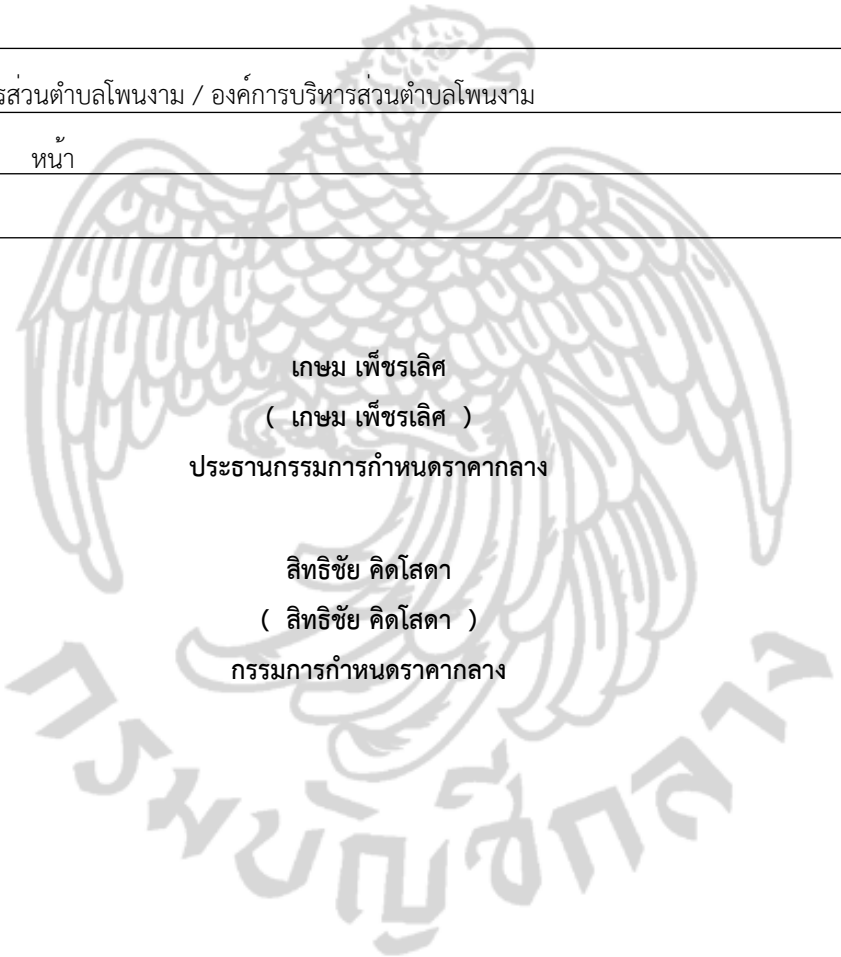 รส่วนตำบลโพนงาม / องค์การบริหารส่วนตำบลโพนงาม
หน้า
เกษม เพ็ชรเลิศ
( เกษม เพ็ชรเลิศ )
ประธานกรรมการกำหนดราคากลาง
สิทธิชัย คิดโสดา
( สิทธิชัย คิดโสดา )
กรรมการกำหนดราคากลาง
กรมบัญชีกลาง